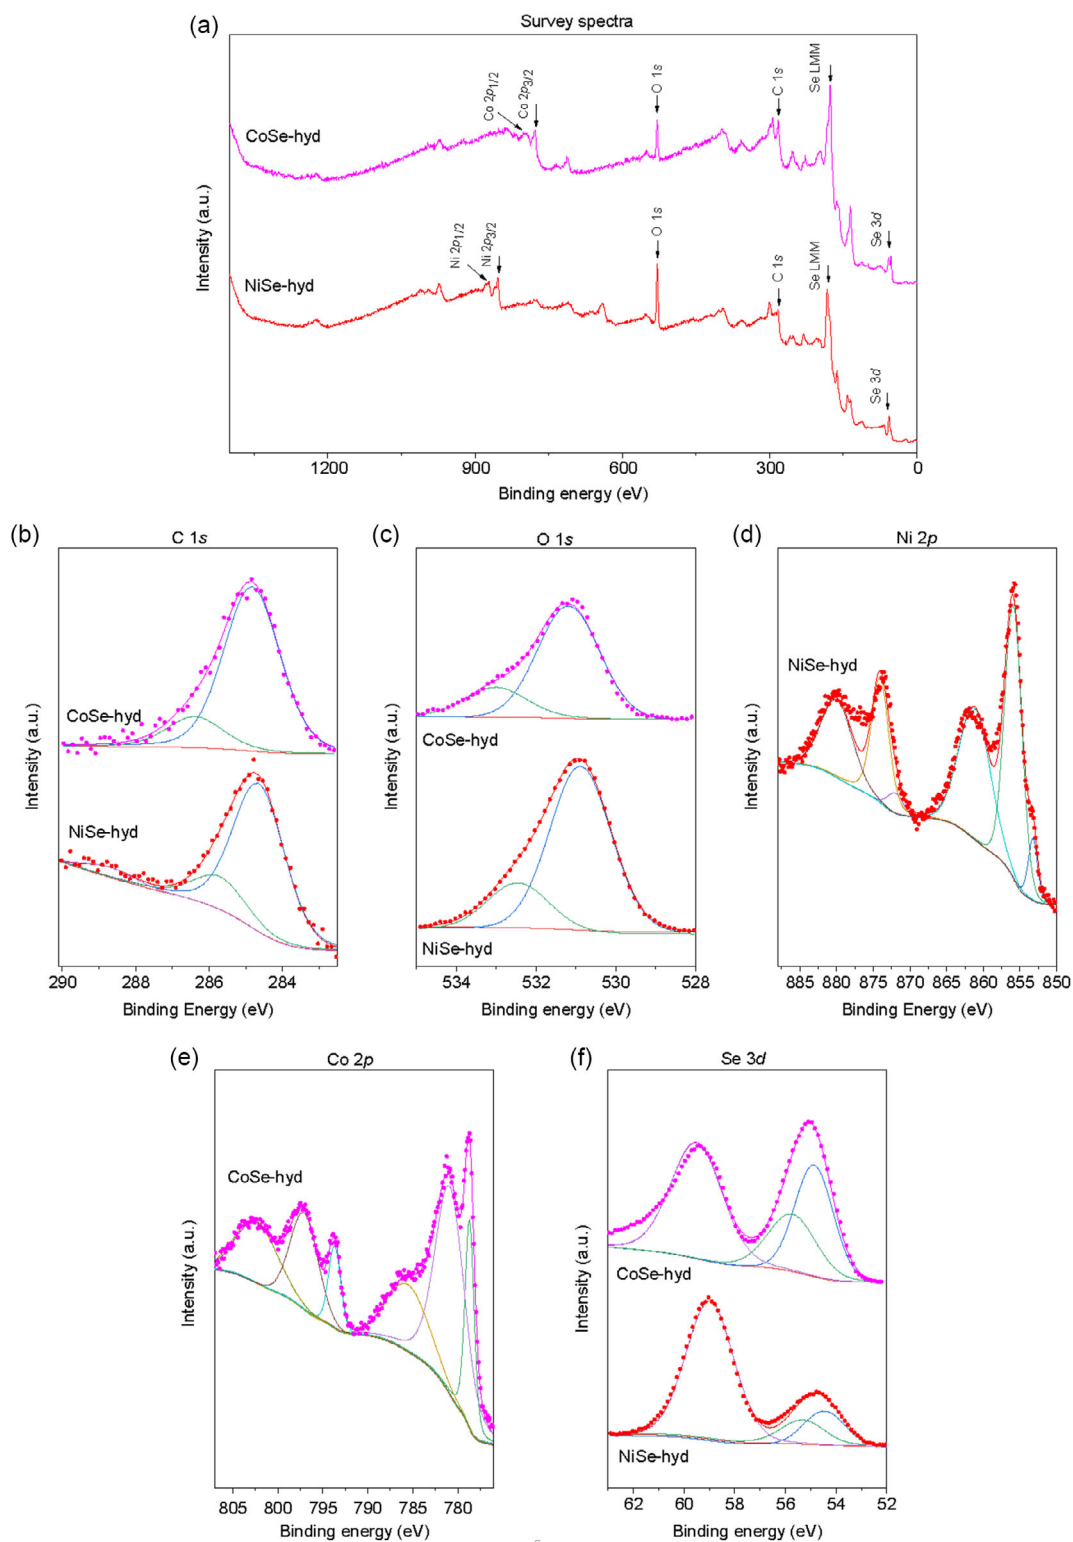 (a)
Survey spectra
Co 2p1/2
Co 2p3/2
O 1s
C 1s
Se LMM
Se 3d
CoSe-hyd
Ni 2p1/2
Ni 2p3/2
O 1s
C 1s
Se LMM
Se 3d
NiSe-hyd
Intensity (a.u.)
1200 900 600 300 0
Binding energy (eV)
(b)
C 1s
CoSe-hyd
NiSe-hyd
Intensity (a.u.)
290 288 286 284
Binding Energy (eV)
(c)
O 1s
CoSe-hyd
NiSe-hyd
Intensity (a.u.)
534 532 530 528
Binding energy (eV)
(d)
Ni 2p
NiSe-hyd
Intensity (a.u.)
885 880 875 870 865 860 855 850
Binding Energy (eV)
(e)
Co 2p
CoSe-hyd
Intensity (a.u.)
805 800 795 790 785 780
Binding energy (eV)
(f)
Se 3d
CoSe-hyd
NiSe-hyd
Intensity (a.u.)
62 60 58 56 54 52
Binding energy (eV)